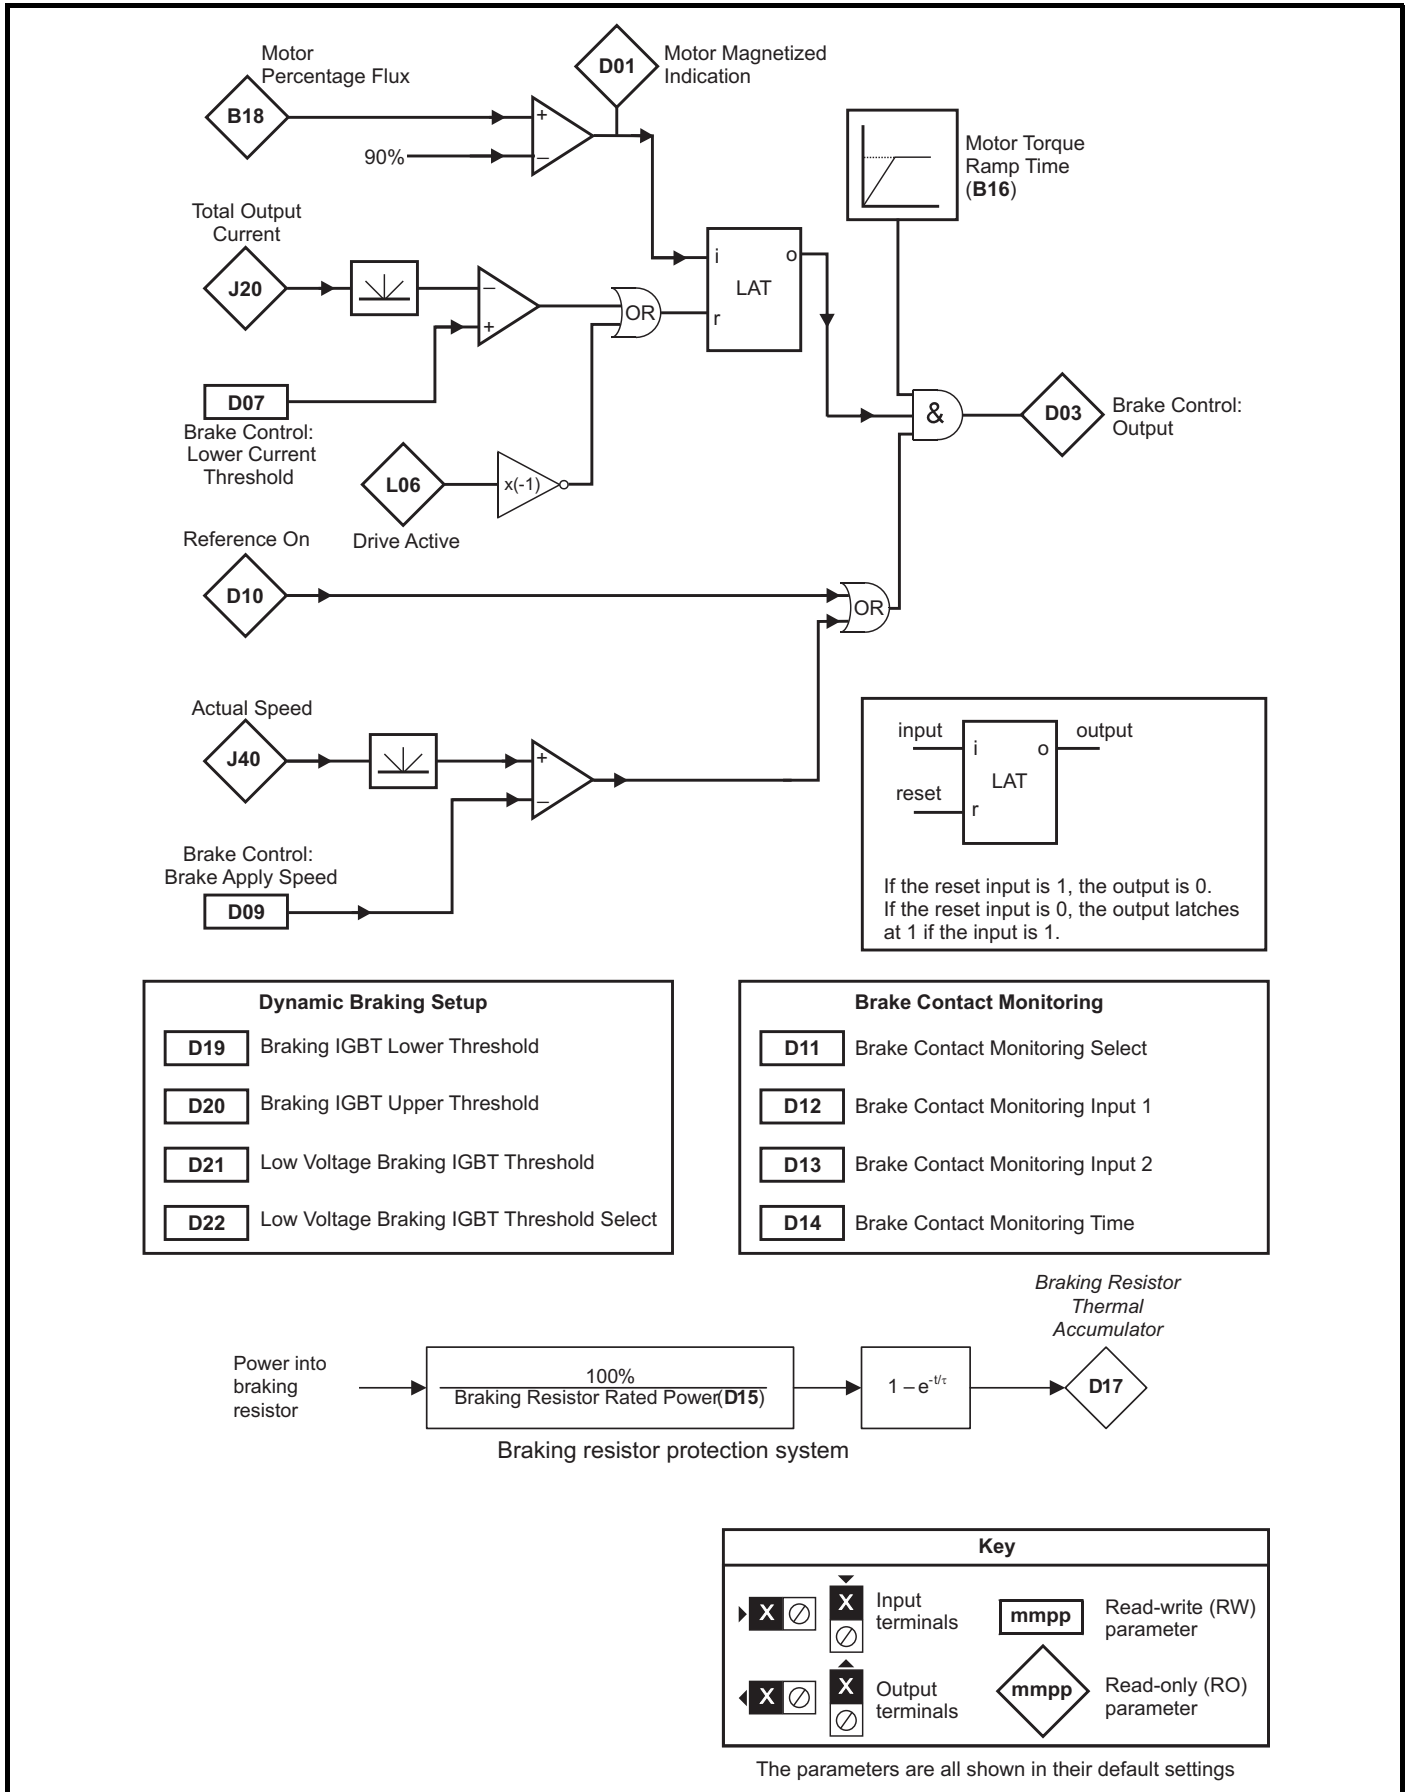 Motor
Percentage Flux
B18
D01
Motor Magnetized
Indication
+
90%
–
Motor Torque
Ramp Time
(B16)
Total Output
Current
J20
–
+
OR
i
o
LAT
r
D07
Brake Control:
Lower Current
Threshold
&
D03
Brake Control:
Output
L06
x(-1)
Drive Active
Reference On
D10
OR
Actual Speed
J40
+
–
Brake Control:
Brake Apply Speed
D09
input
output
i
o
LAT
reset
r
If the reset input is 1, the output is 0.
If the reset input is 0, the output latches
at 1 if the input is 1.
Dynamic Braking Setup
D19 Braking IGBT Lower Threshold
D20 Braking IGBT Upper Threshold
D21 Low Voltage Braking IGBT Threshold
D22 Low Voltage Braking IGBT Threshold Select
Brake Contact Monitoring
D11 Brake Contact Monitoring Select
D12 Brake Contact Monitoring Input 1
D13 Brake Contact Monitoring Input 2
D14 Brake Contact Monitoring Time
Braking Resistor
Thermal
Accumulator
Power into
braking
resistor
100%
Braking Resistor Rated Power(D15)
1 – e-t/τ
D17
Braking resistor protection system
Key
X
X
Input
terminals
mmpp
Read-write (RW)
parameter
X
X
Output
terminals
mmpp
Read-only (RO)
parameter
The parameters are all shown in their default settings